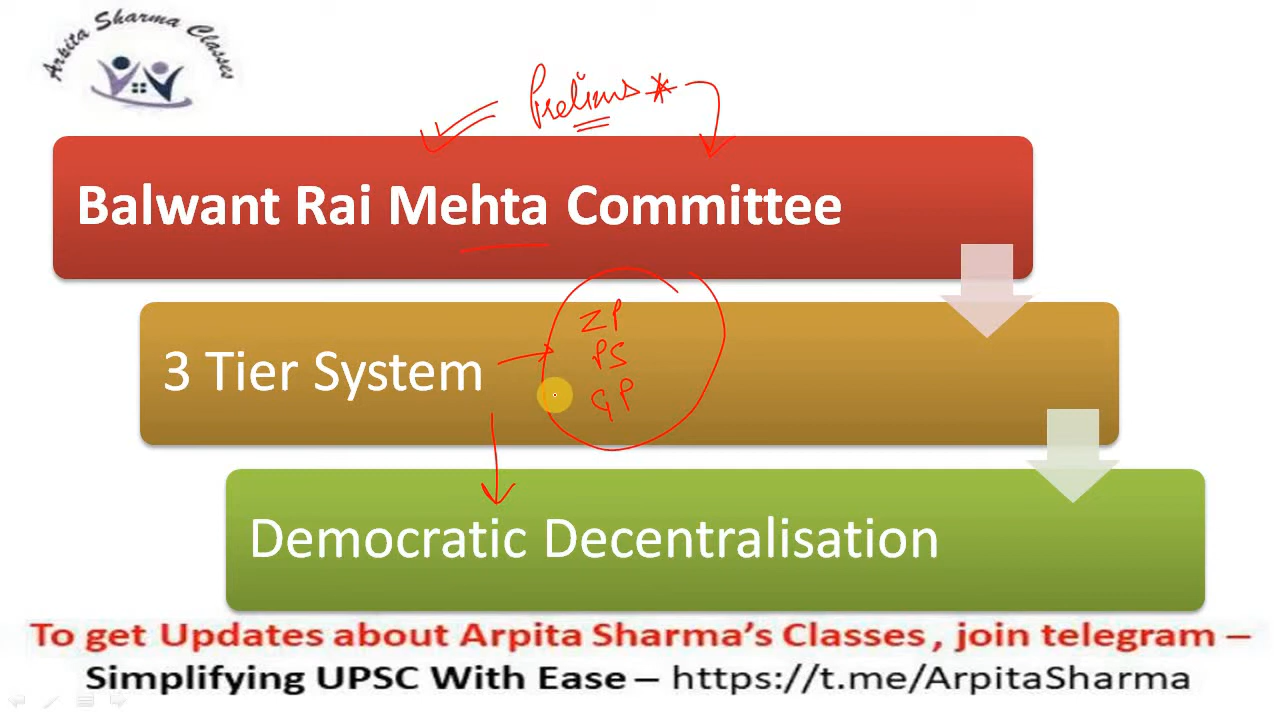 Arpita Sharma Classes
Prelims *
Balwant Rai Mehta Committee
3 Tier System
ZP
PS
GP
Democratic Decentralisation
To get Updates about Arpita Sharma's Classes , join telegram –
Simplifying UPSC With Ease – https://t.me/ArpitaSharma